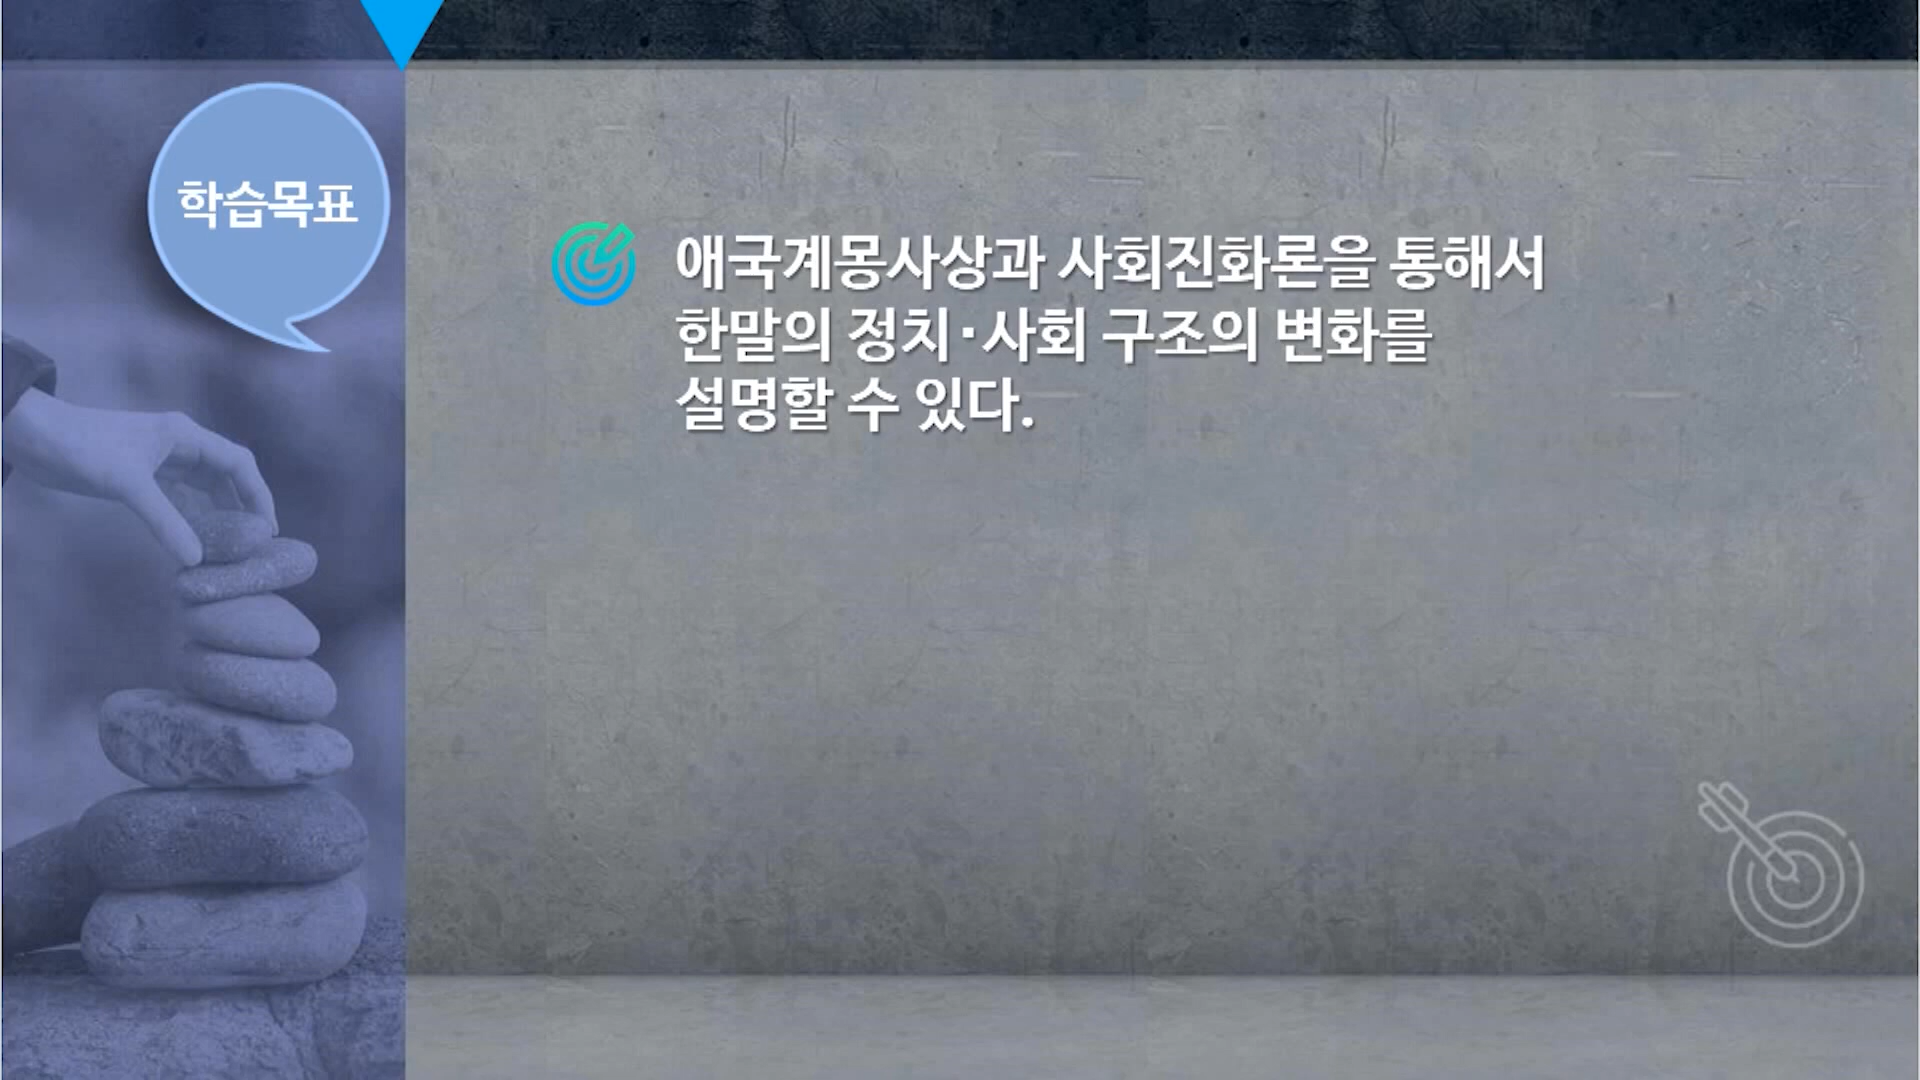 학습목표
애국계몽사상과 사회진화론을 통해서
한말의 정치·사회 구조의 변화를
설명할 수 있다.